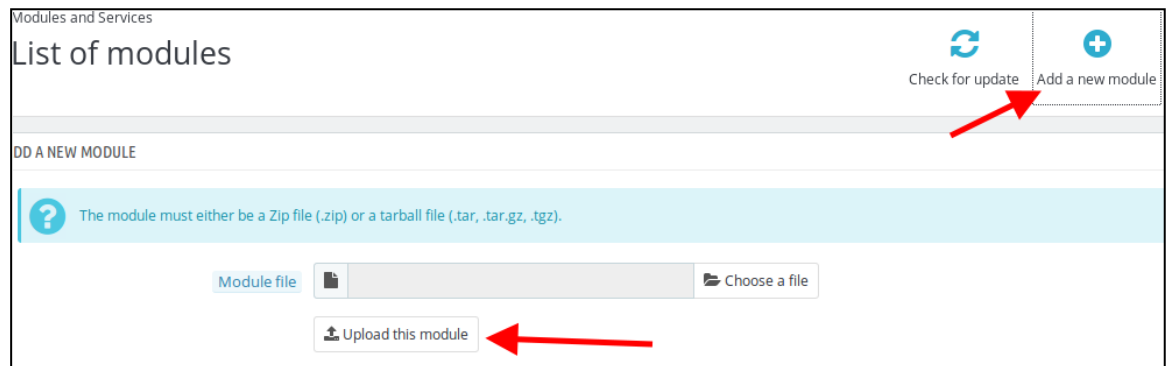 Modules and Services
List of modules
Check for update
Add a new module
DD A NEW MODULE
The module must either be a Zip file (.zip) or a tarball file (.tar, .tar.gz, .tgz).
Module file
Choose a file
Upload this module